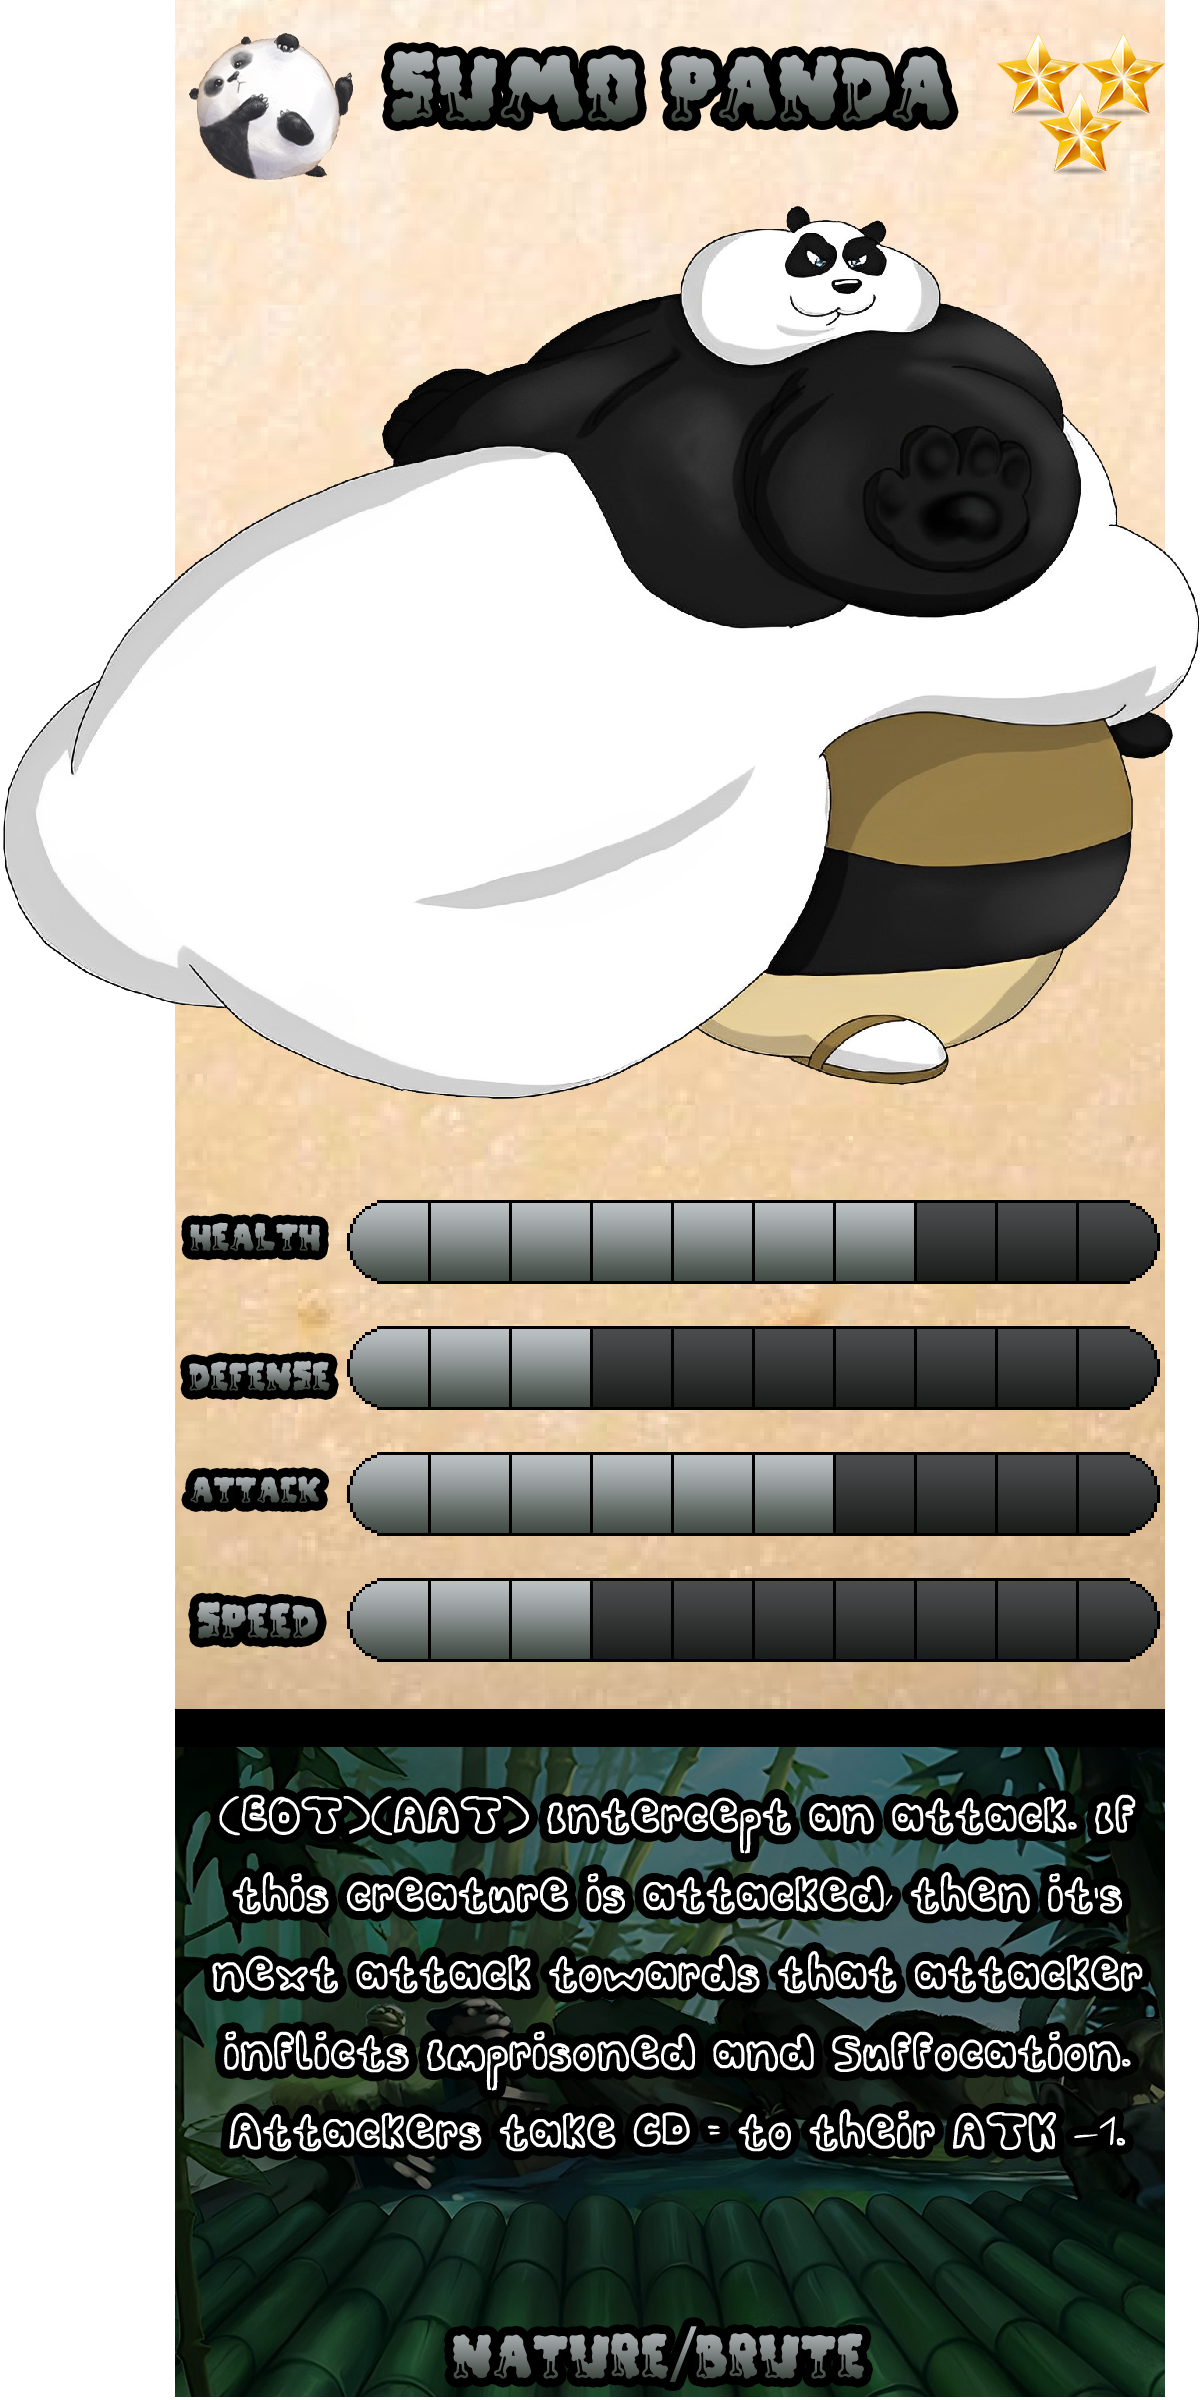 SUMO PANDA
HEALTH
DEFENSE
ATTACK
SPEED
(EOT)(AAT) Intercept an attack. If
this creature is attacked, then it's
next attack towards that attacker
inflicts Imprisoned and Suffocation.
Attackers take CD = to their ATK -1.
NATURE/BRUTE